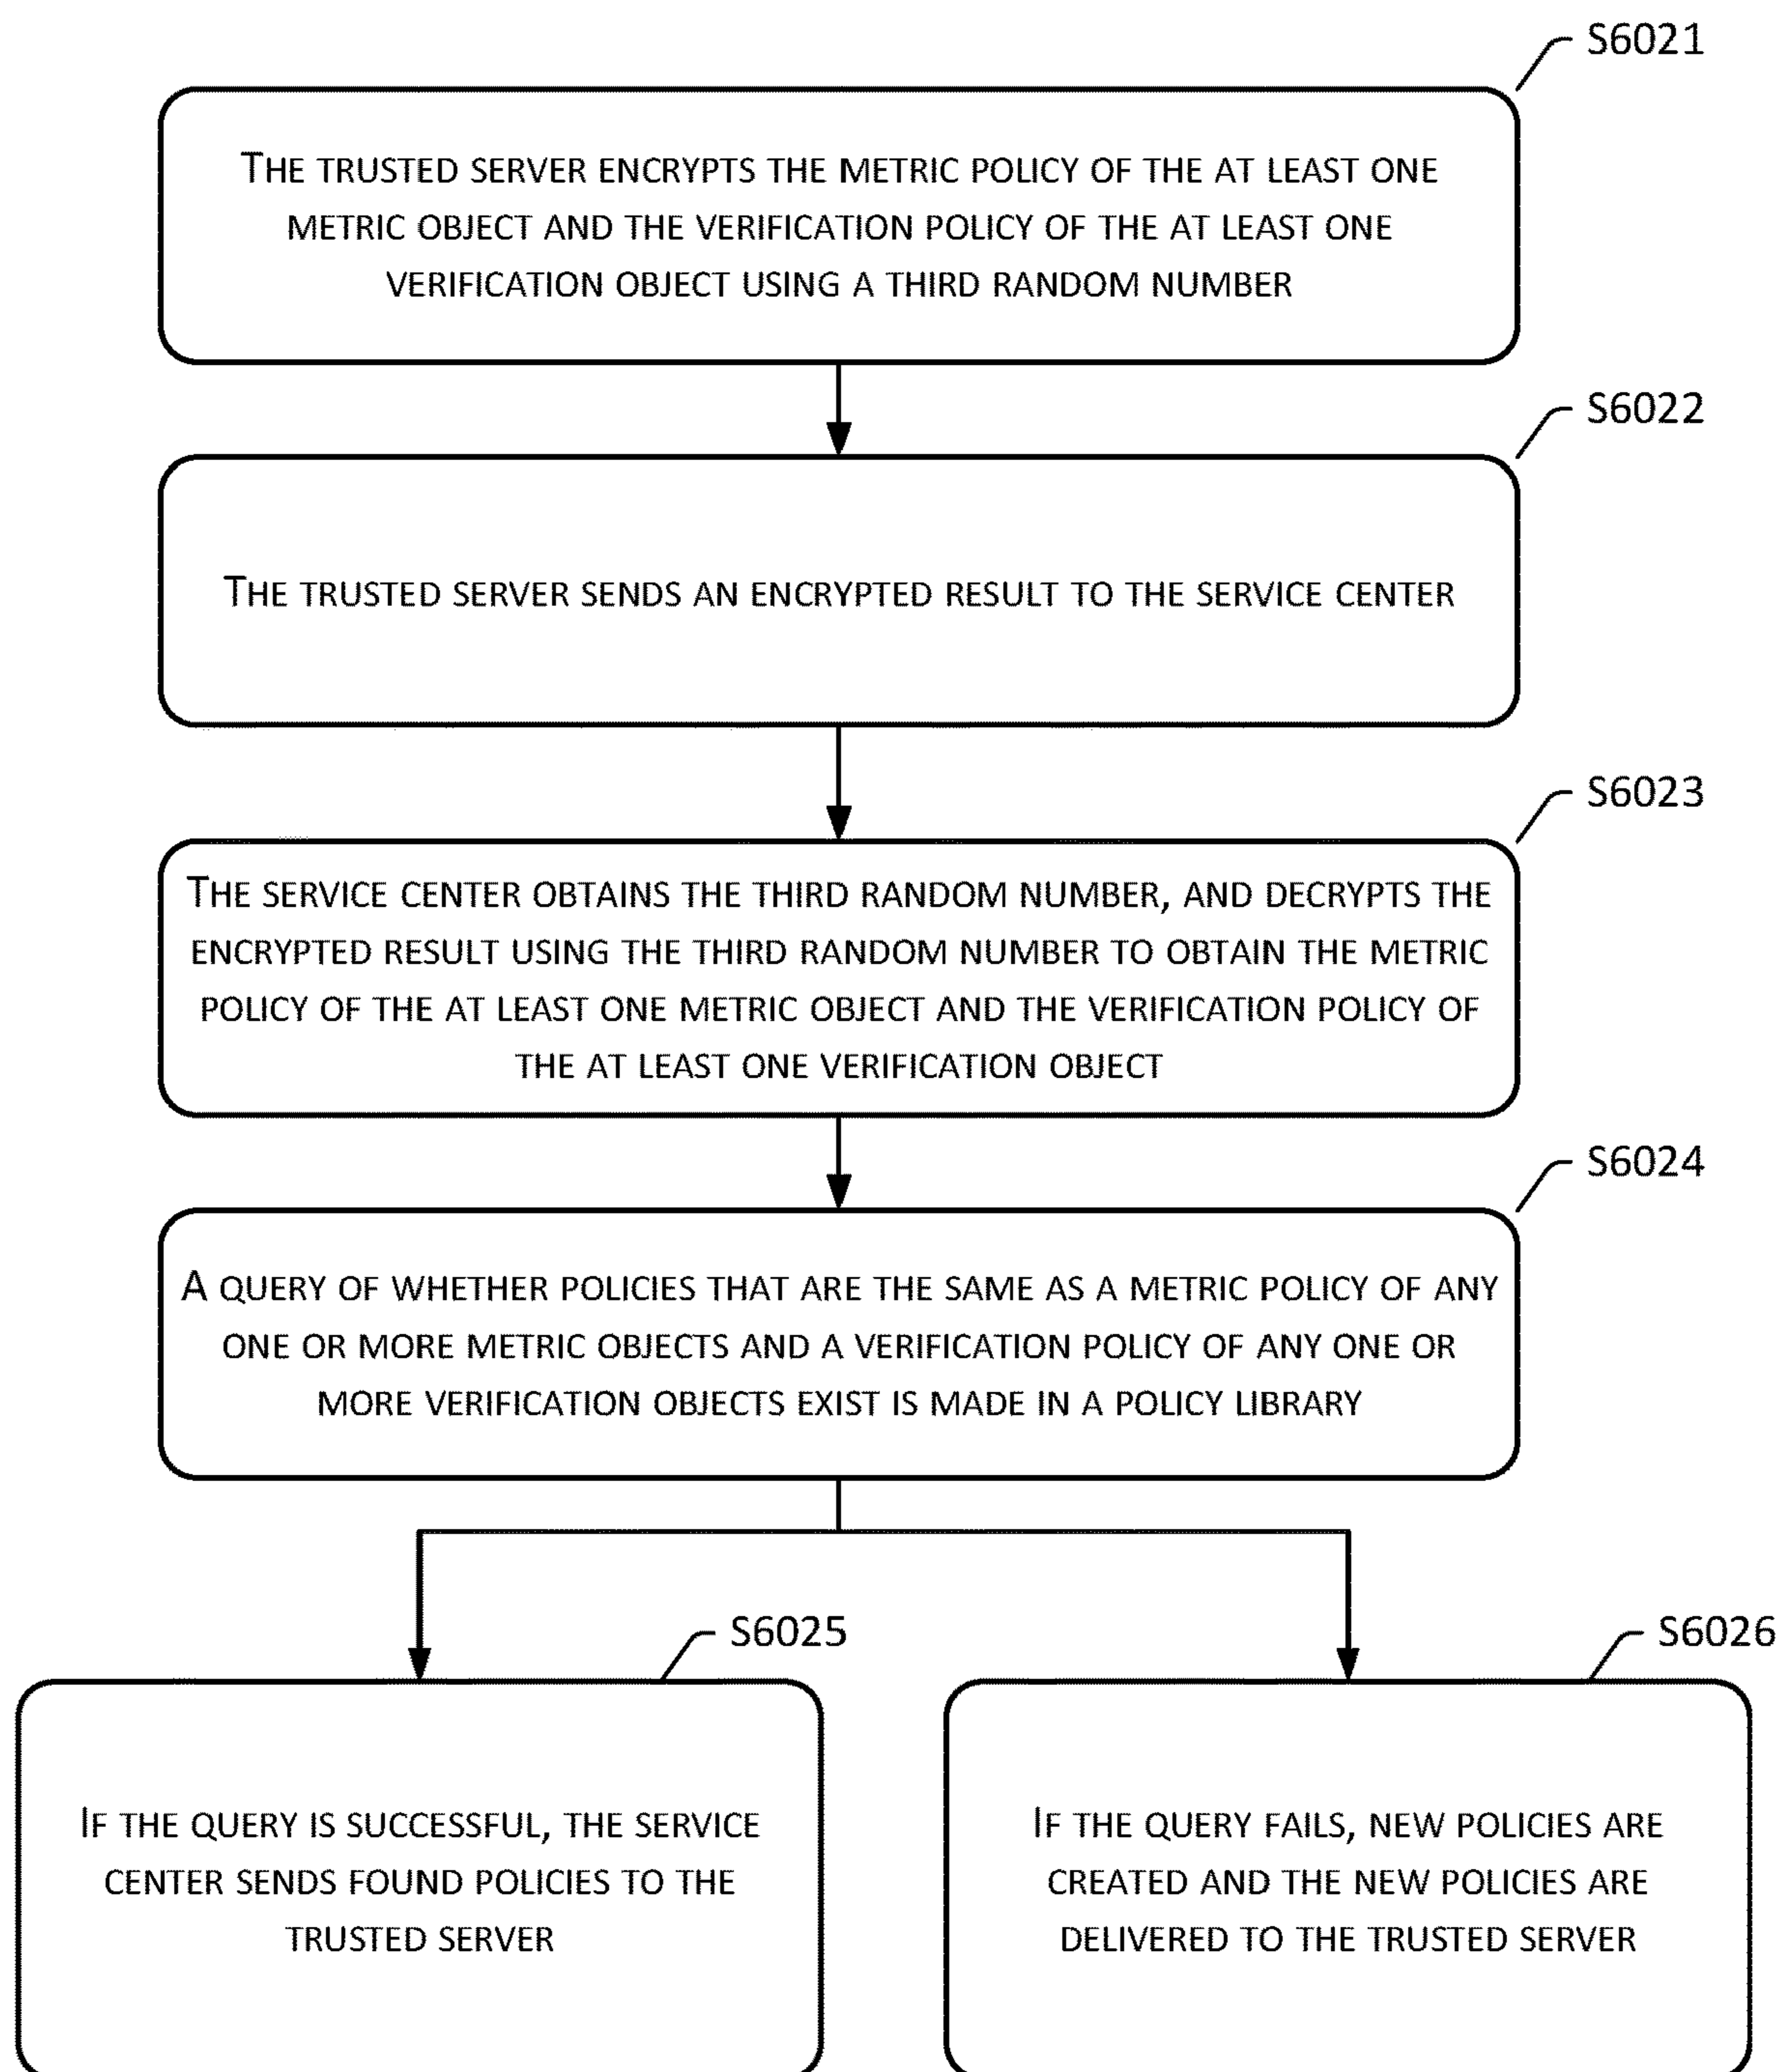 S6021
THE TRUSTED SERVER ENCRYPTS THE METRIC POLICY OF THE AT LEAST ONE
METRIC OBJECT AND THE VERIFICATION POLICY OF THE AT LEAST ONE
VERIFICATION OBJECT USING A THIRD RANDOM NUMBER
S6022
THE TRUSTED SERVER SENDS AN ENCRYPTED RESULT TO THE SERVICE CENTER
S6023
THE SERVICE CENTER OBTAINS THE THIRD RANDOM NUMBER, AND DECRYPTS THE
ENCRYPTED RESULT USING THE THIRD RANDOM NUMBER TO OBTAIN THE METRIC
POLICY OF THE AT LEAST ONE METRIC OBJECT AND THE VERIFICATION POLICY OF
THE AT LEAST ONE VERIFICATION OBJECT
S6024
A QUERY OF WHETHER POLICIES THAT ARE THE SAME AS A METRIC POLICY OF ANY
ONE OR MORE METRIC OBJECTS AND A VERIFICATION POLICY OF ANY ONE OR
MORE VERIFICATION OBJECTS EXIST IS MADE IN A POLICY LIBRARY
S6025
IF THE QUERY IS SUCCESSFUL, THE SERVICE
CENTER SENDS FOUND POLICIES TO THE
TRUSTED SERVER
S6026
IF THE QUERY FAILS, NEW POLICIES ARE
CREATED AND THE NEW POLICIES ARE
DELIVERED TO THE TRUSTED SERVER